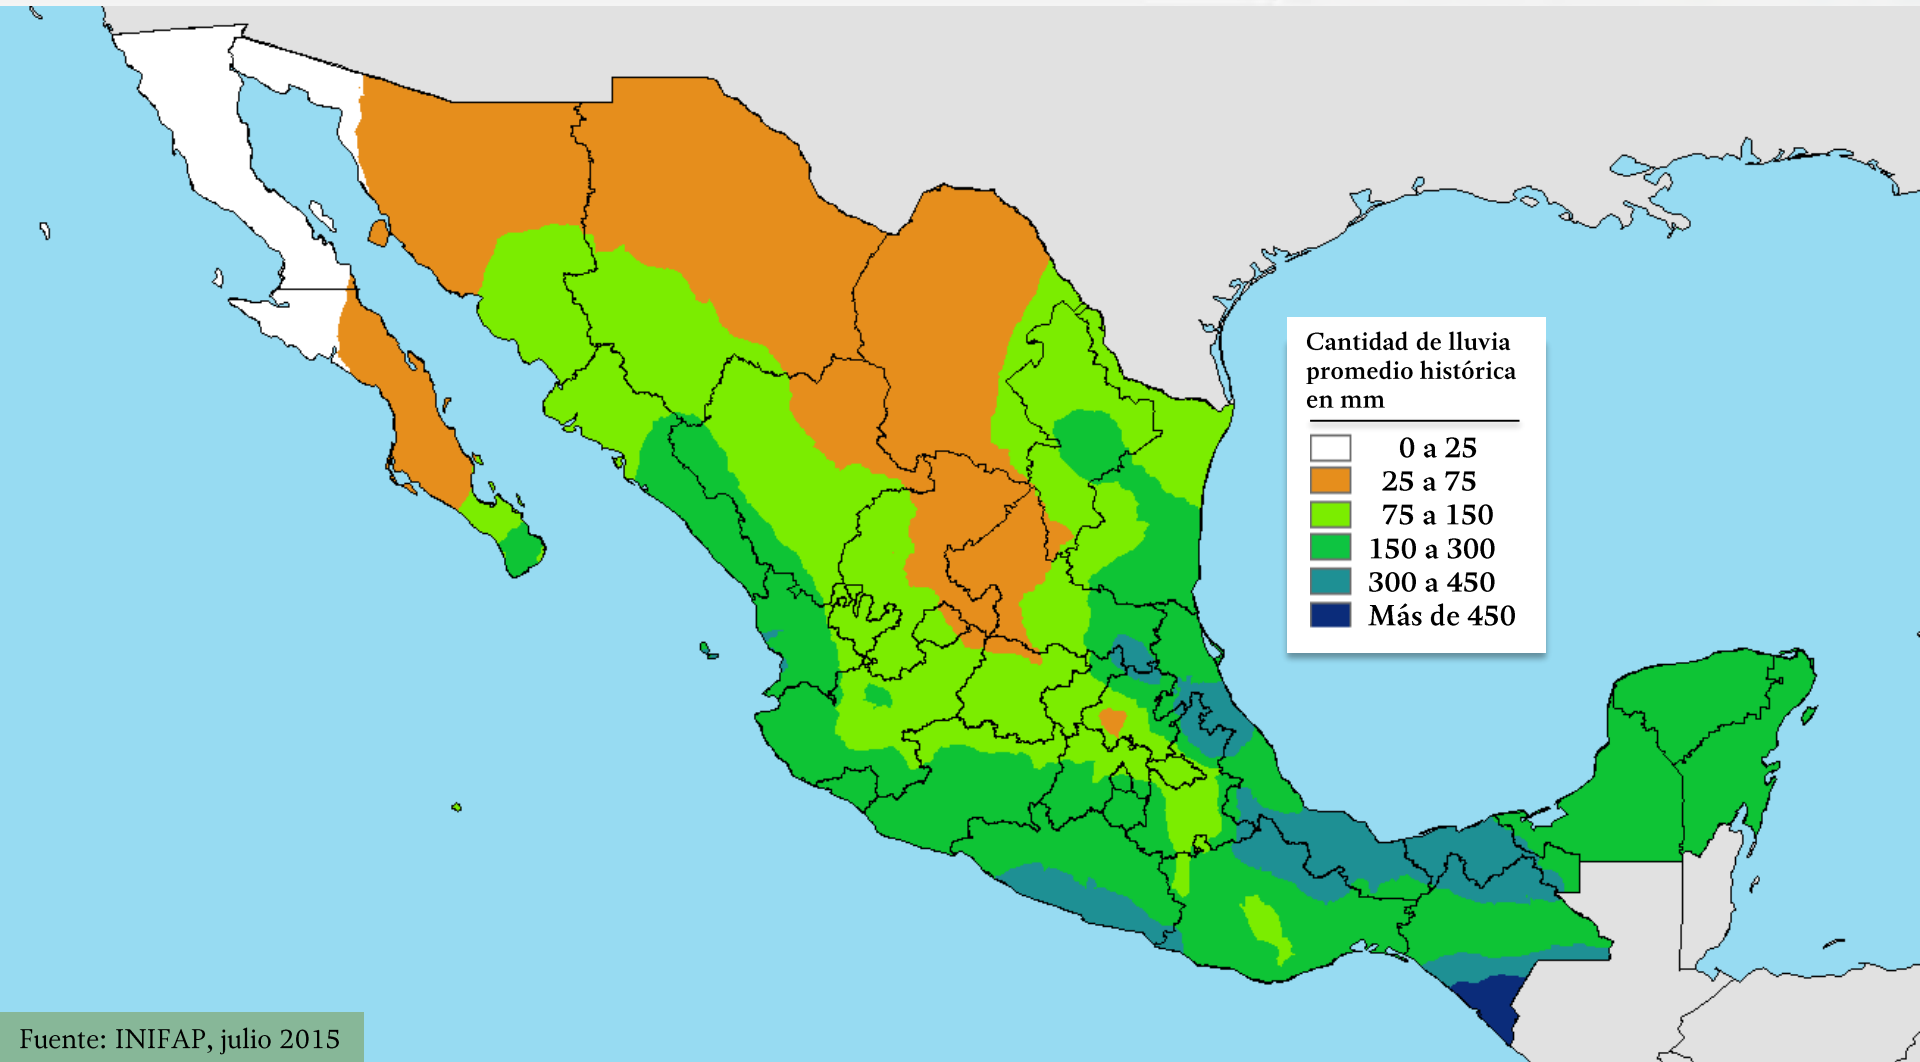 Cantidad de lluvia
promedio histórica
en mm
0 a 25
25 a 75
75 a 150
150 a 300
300 a 450
Más de 450
Fuente: INIFAP, julio 2015